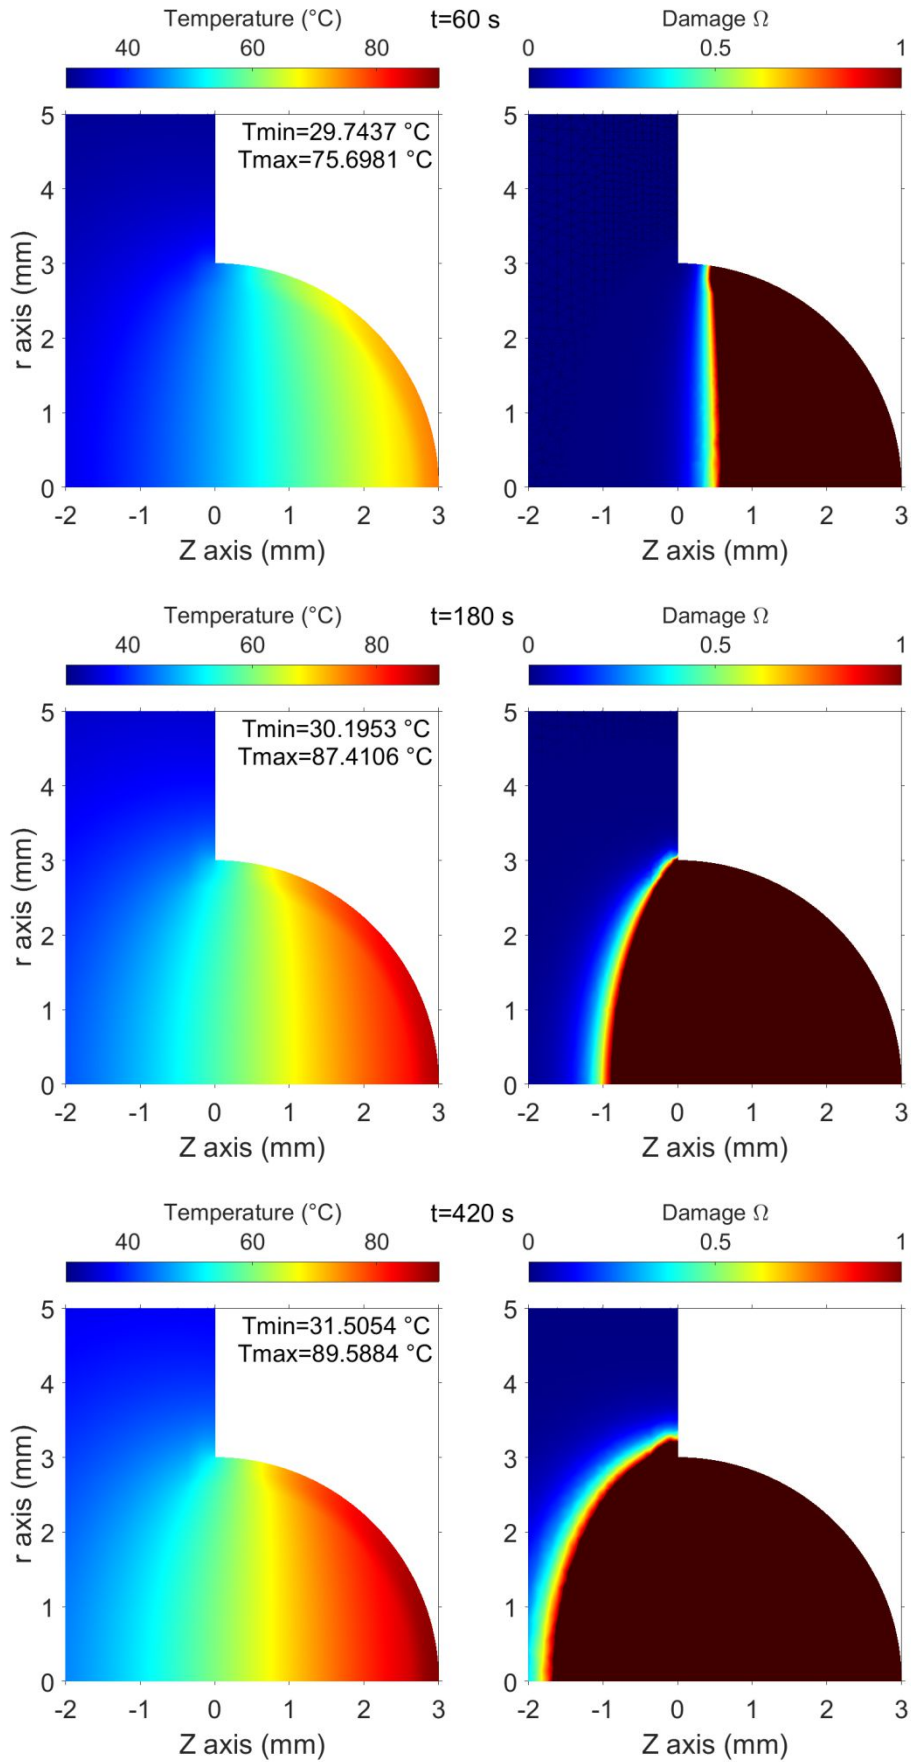 Temperature (°C) t=60 s Damage Ω
40 60 80 0 0.5 1
Tmin=29.7437 °C
Tmax=75.6981 °C
5 5
4 4
3 3
2 2
1 1
0 0
r axis (mm)
-2 -1 0 1 2 3 -2 -1 0 1 2 3
Z axis (mm) Z axis (mm)
Temperature (°C) t=180 s Damage Ω
40 60 80 0 0.5 1
Tmin=30.1953 °C
Tmax=87.4106 °C
5 5
4 4
3 3
2 2
1 1
0 0
r axis (mm)
-2 -1 0 1 2 3 -2 -1 0 1 2 3
Z axis (mm) Z axis (mm)
Temperature (°C) t=420 s Damage Ω
40 60 80 0 0.5 1
Tmin=31.5054 °C
Tmax=89.5884 °C
5 5
4 4
3 3
2 2
1 1
0 0
r axis (mm)
-2 -1 0 1 2 3 -2 -1 0 1 2 3
Z axis (mm) Z axis (mm)